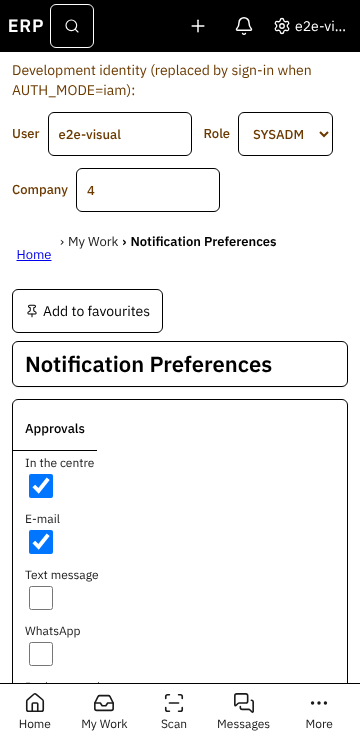 ERP e2e-vi...
Development identity (replaced by sign-in when
AUTH_MODE=iam):
User e2e-visual Role SYSADM
Company 4
Home › My Work › Notification Preferences
Add to favourites
Notification Preferences
Approvals
In the centre
E-mail
Text message
WhatsApp
Home My Work Scan Messages More